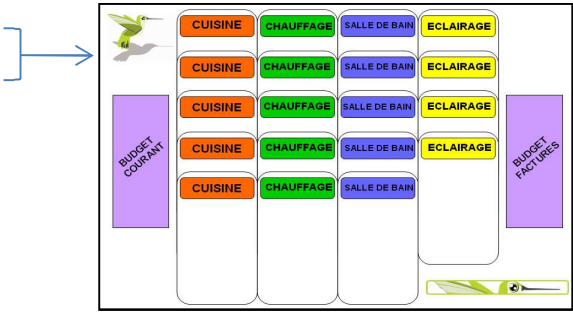 CUISINE CHAUFFAGE SALLE DE BAIN ECLAIRAGE
CUISINE CHAUFFAGE SALLE DE BAIN ECLAIRAGE
CUISINE CHAUFFAGE SALLE DE BAIN ECLAIRAGE
CUISINE CHAUFFAGE SALLE DE BAIN ECLAIRAGE
CUISINE CHAUFFAGE SALLE DE BAIN
BUDGET
COURANT
BUDGET
FACTURES